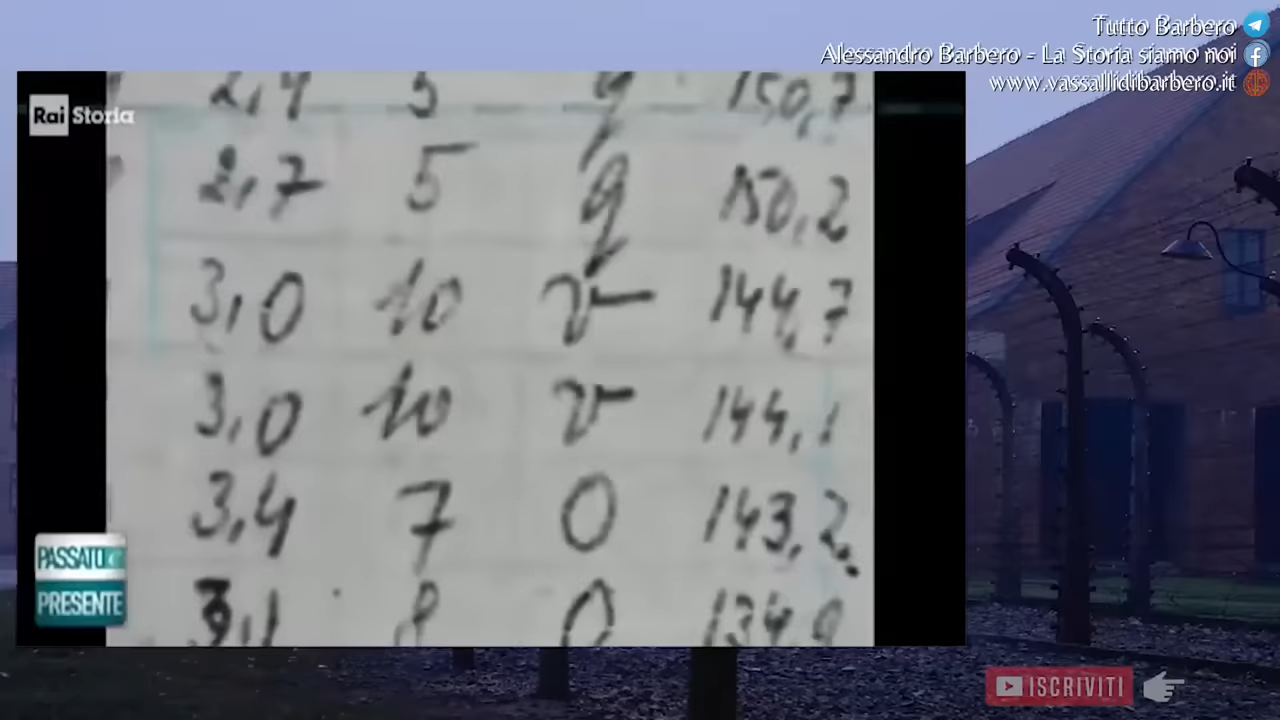 Tutto Barbero
Alessandro Barbero - La Storia siamo noi
www.vassallidibarbero.it
Rai Storia
2,7 5 9 150,2
3,0 10 v 144,7
3,0 10 v 144,1
3,4 7 0 143,2
PASSATO E
PRESENTE
ISCRIVITI